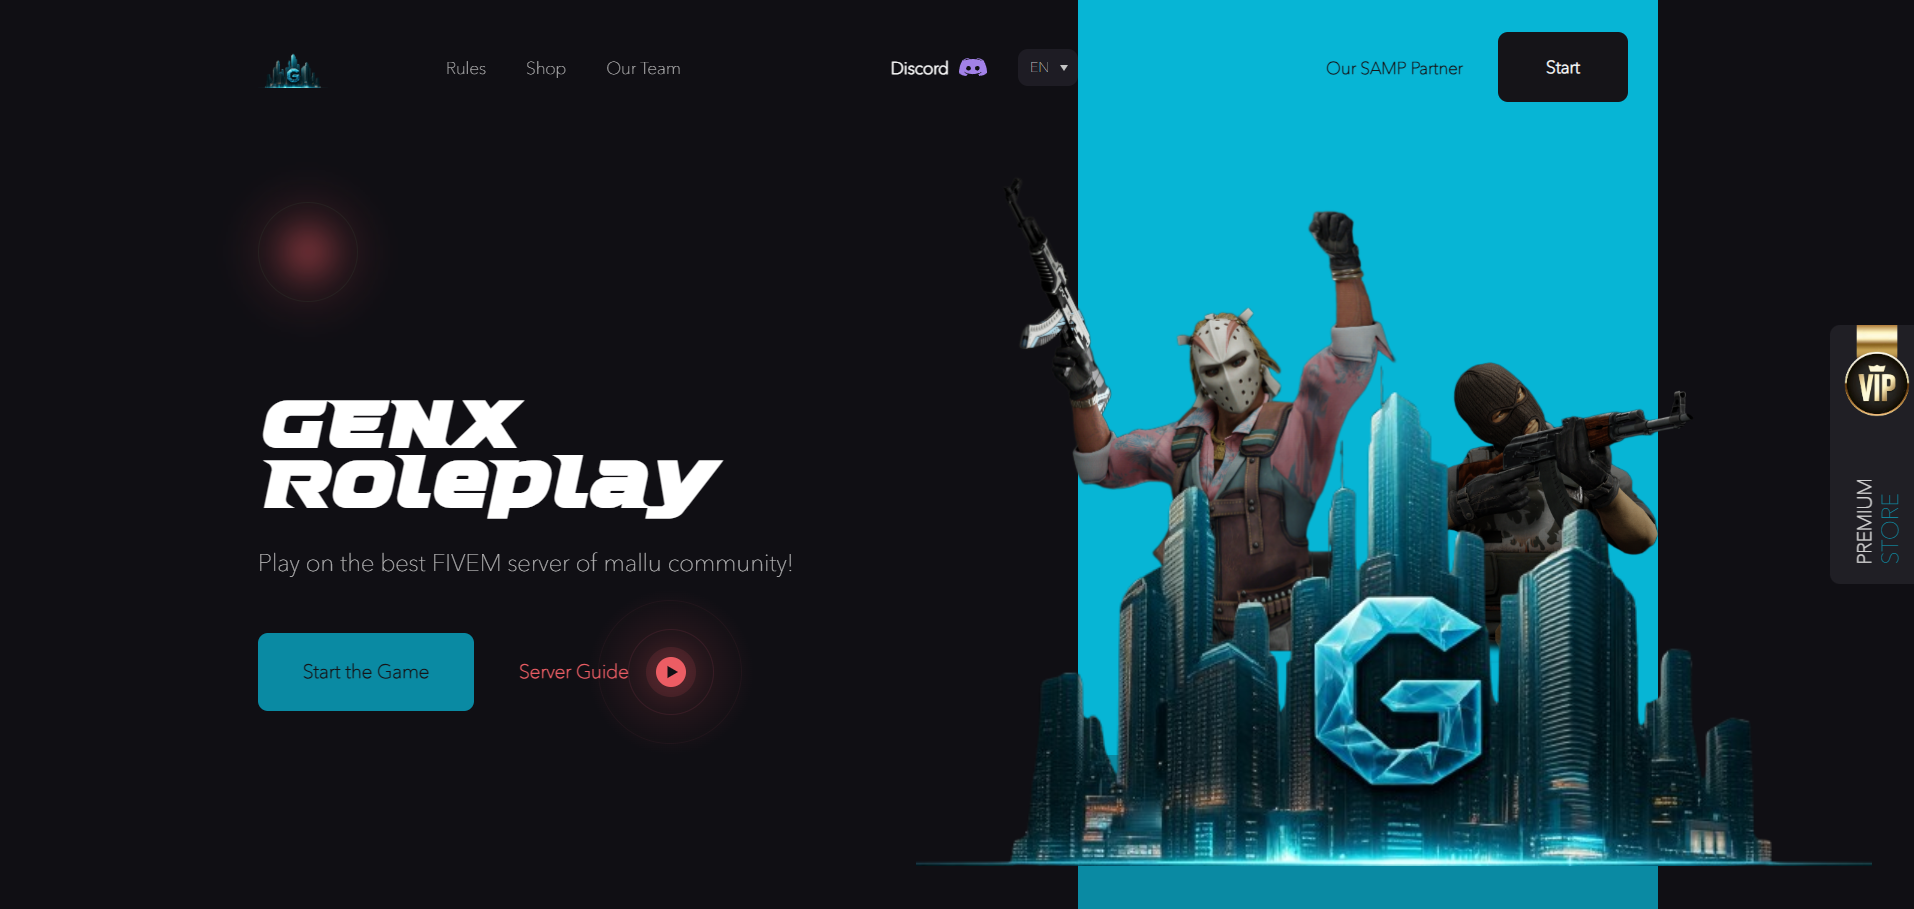 G
Rules
Shop
Our Team
Discord
EN
Our SAMP Partner
Start
GENX
Roleplay
Play on the best FIVEM server of mallu community!
Start the Game
Server Guide
G
VIP
PREMIUM
STORE